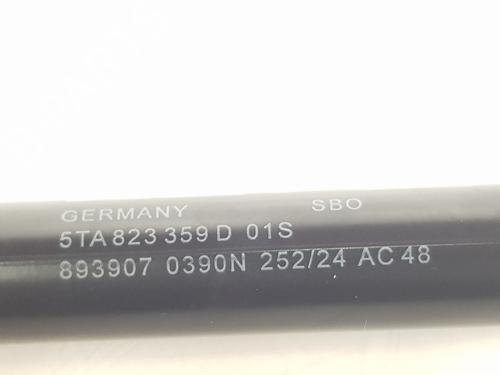 GERMANY SBO
5TA 823 359 D 01S
893907 0390N 252/24 AC 48